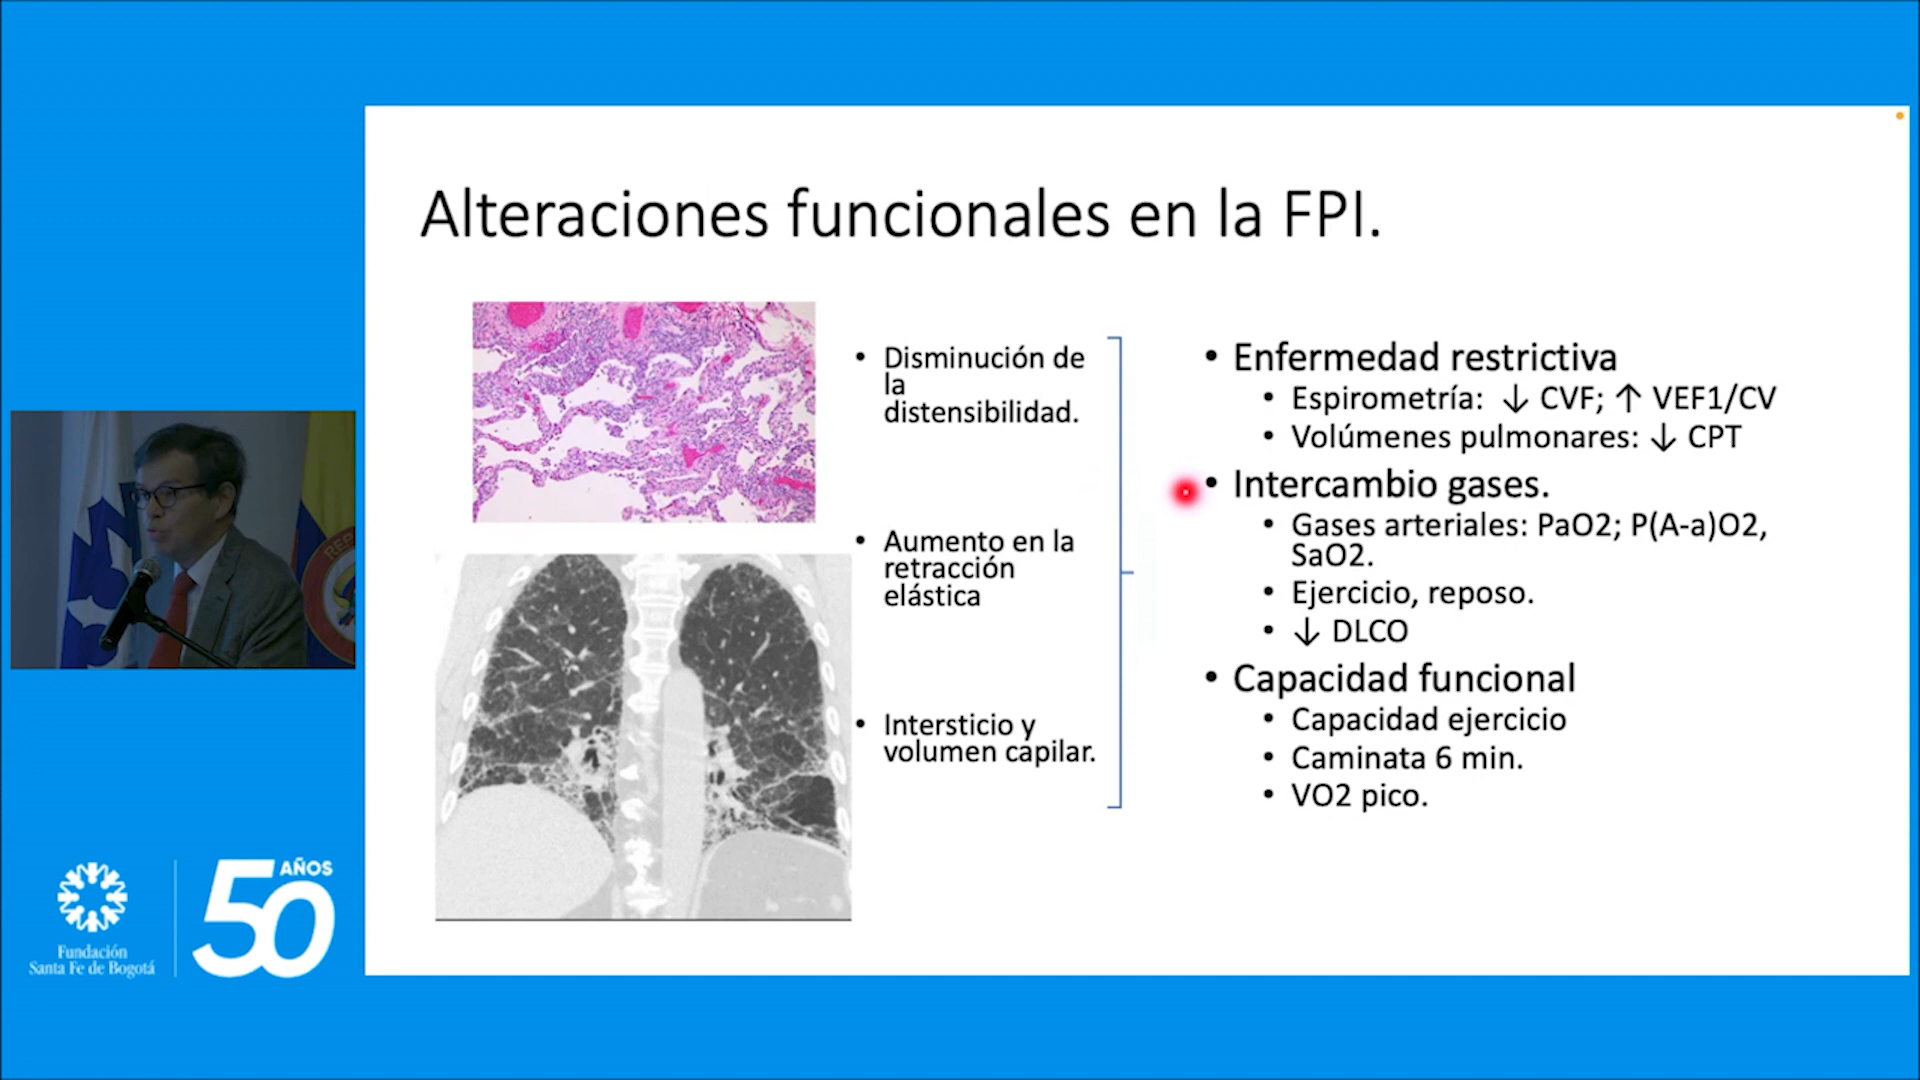 Alteraciones funcionales en la FPI.
• Disminución de
la
distensibilidad.
• Aumento en la
retracción
elástica
• Intersticio y
volumen capilar.
• Enfermedad restrictiva
• Espirometría: ↓ CVF; ↑ VEF1/CV
• Volúmenes pulmonares: ↓ CPT
• Intercambio gases.
• Gases arteriales: PaO2; P(A-a)O2,
SaO2.
• Ejercicio, reposo.
• ↓ DLCO
• Capacidad funcional
• Capacidad ejercicio
• Caminata 6 min.
• VO2 pico.
REP
Fundación
Santa Fe de Bogotá
50 AÑOS